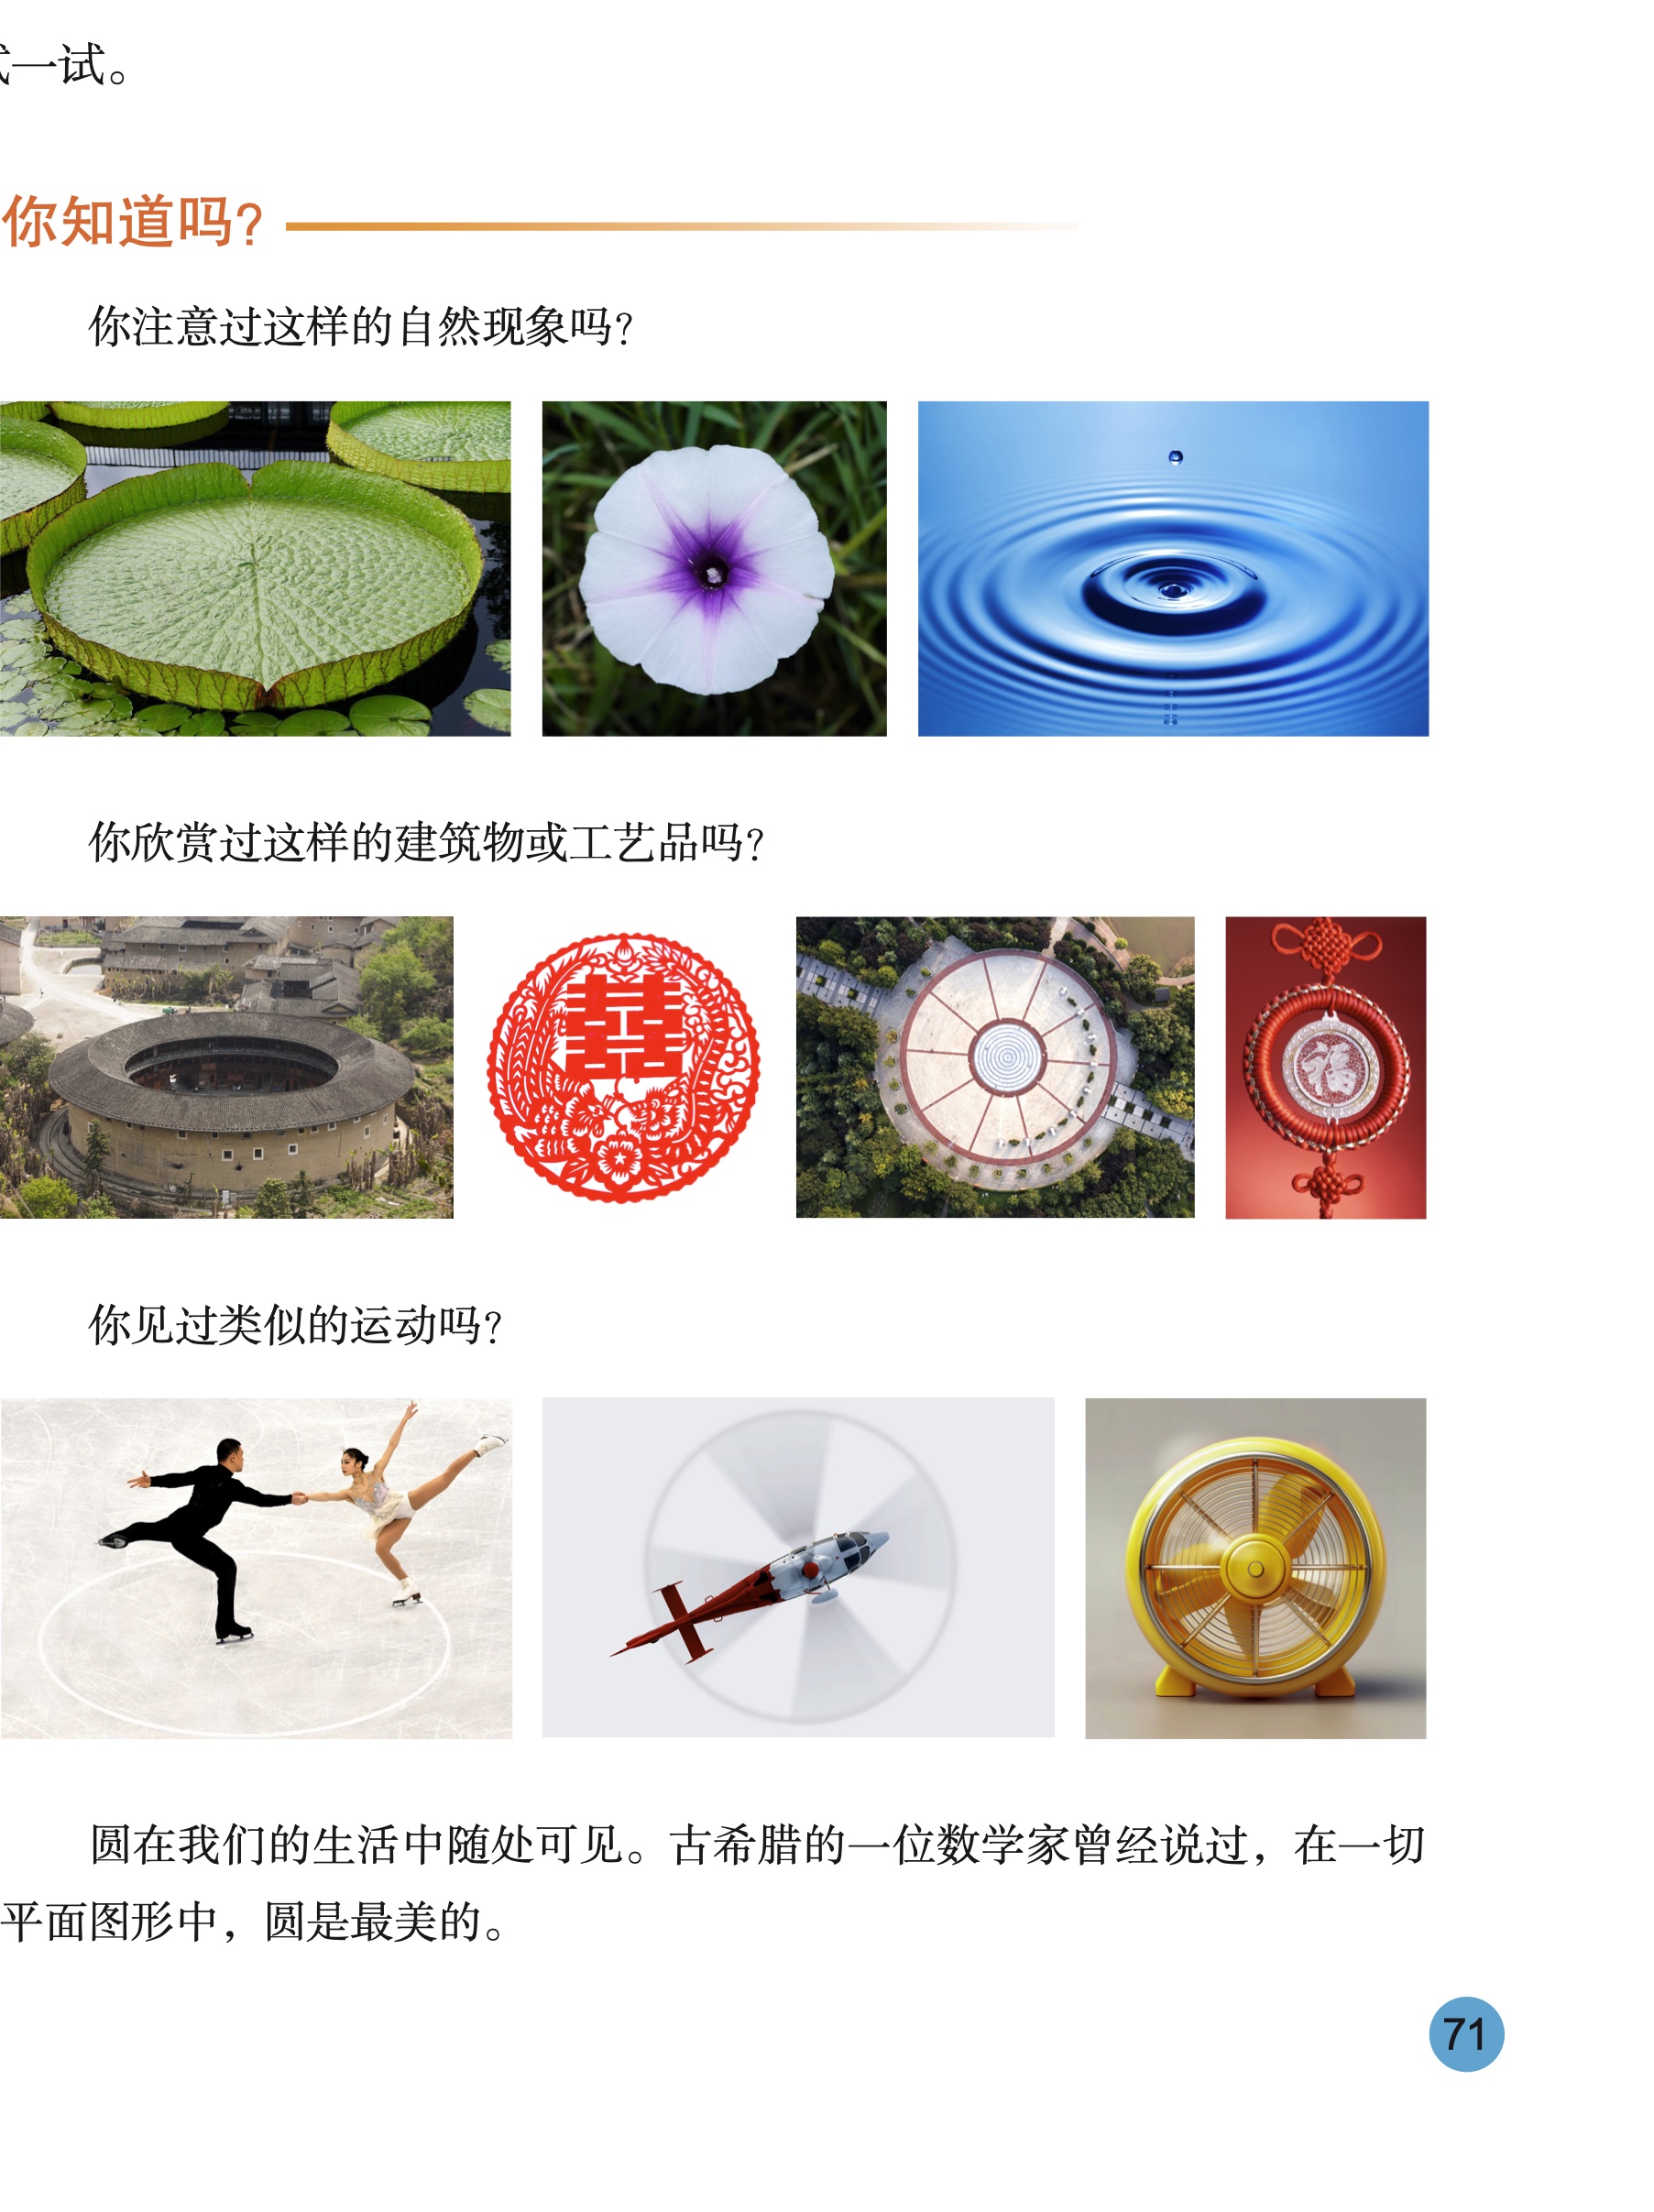 一试。
你知道吗？
你注意过这样的自然现象吗？
你欣赏过这样的建筑物或工艺品吗？
囍
福
你见过类似的运动吗？
圆在我们的生活中随处可见。古希腊的一位数学家曾经说过，在一切
平面图形中，圆是最美的。
71